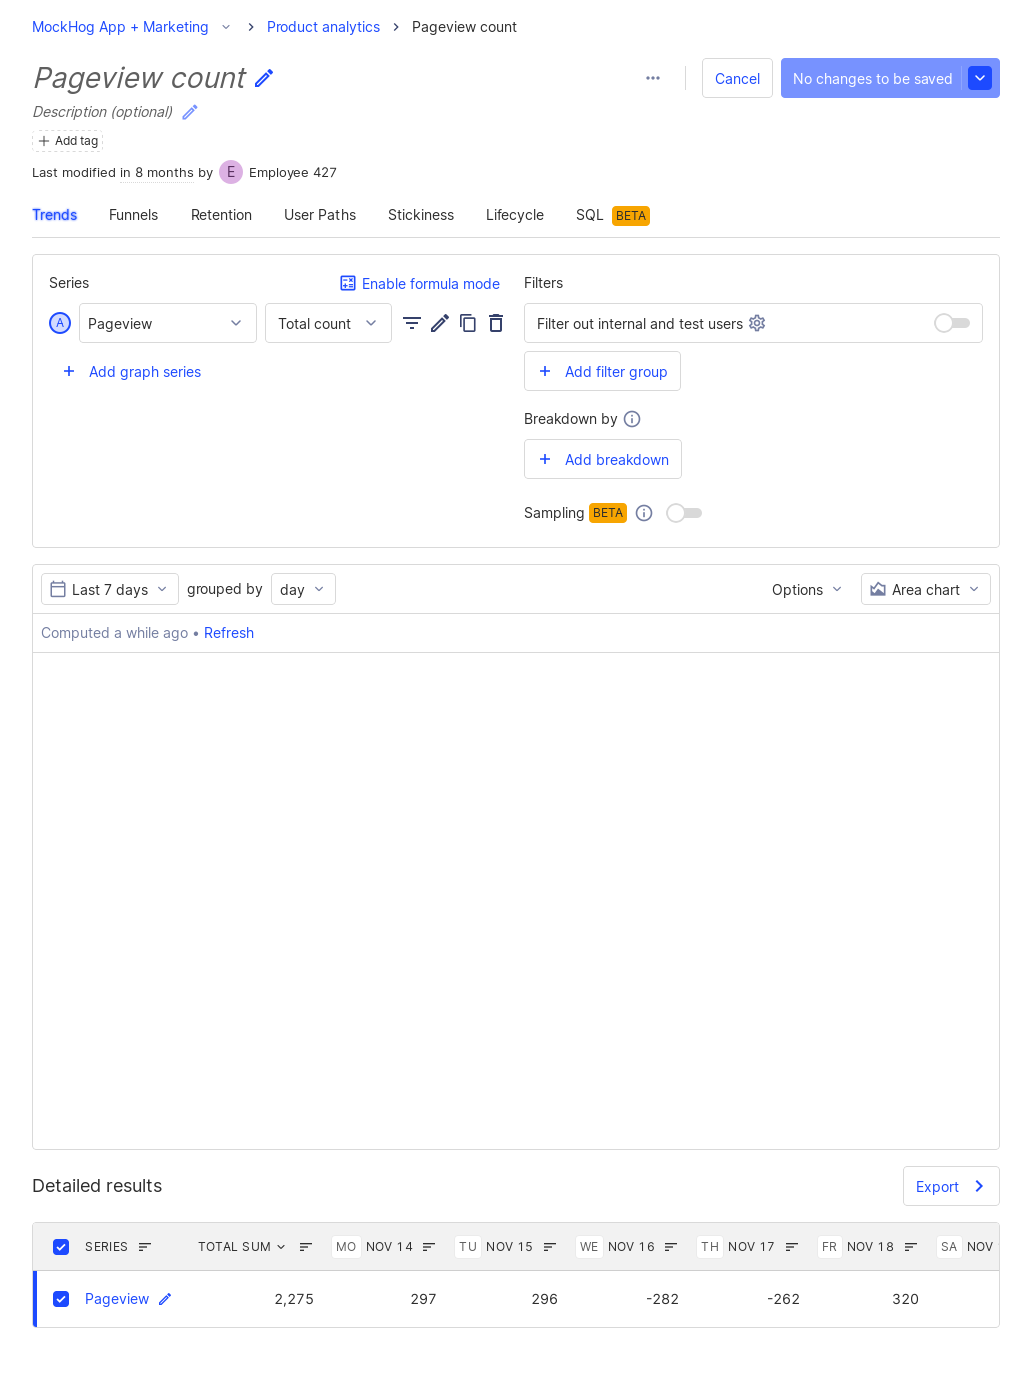 MockHog App + Marketing Product analytics Pageview count
Pageview count
Cancel No changes to be saved
Description (optional)
Add tag
Last modified in 8 months by E Employee 427
Trends Funnels Retention User Paths Stickiness Lifecycle SQL BETA
Series Enable formula mode
A Pageview Total count
Add graph series
Filters
Filter out internal and test users
Add filter group
Breakdown by
Add breakdown
Sampling BETA
Last 7 days grouped by day Options Area chart
Computed a while ago • Refresh
Detailed results Export
SERIES TOTAL SUM MO NOV 14 TU NOV 15 WE NOV 16 TH NOV 17 FR NOV 18 SA NOV
Pageview 2,275 297 296 -282 -262 320